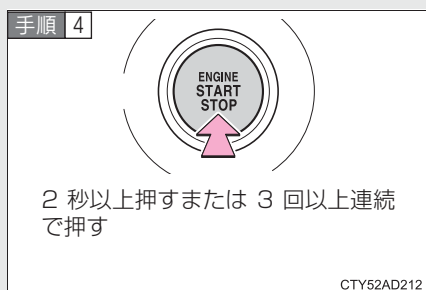 手順 4
ENGINE
START
STOP
2 秒以上押すまたは 3 回以上連続
で押す
CTY52AD212